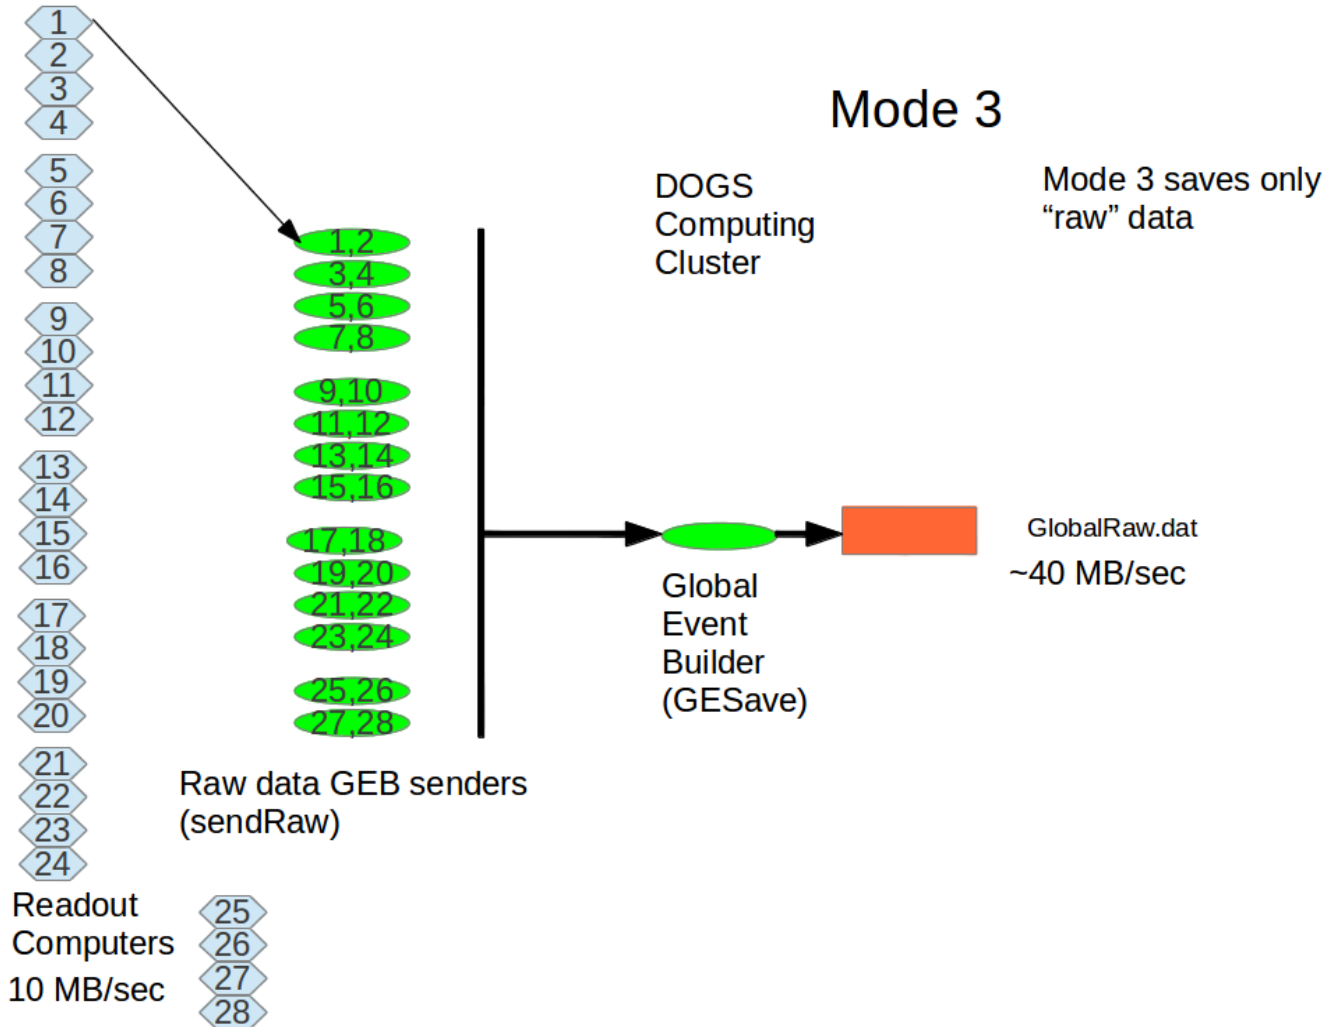 1
2
3
4
5
6
7
8
9
10
11
12
13
14
15
16
17
18
19
20
21
22
23
24
Readout
Computers
10 MB/sec
25
26
27
28
1,2
3,4
5,6
7,8
9,10
11,12
13,14
15,16
17,18
19,20
21,22
23,24
25,26
27,28
Raw data GEB senders
(sendRaw)
Mode 3
DOGS
Computing
Cluster
Mode 3 saves only
“raw” data
Global
Event
Builder
(GESave)
GlobalRaw.dat
~40 MB/sec